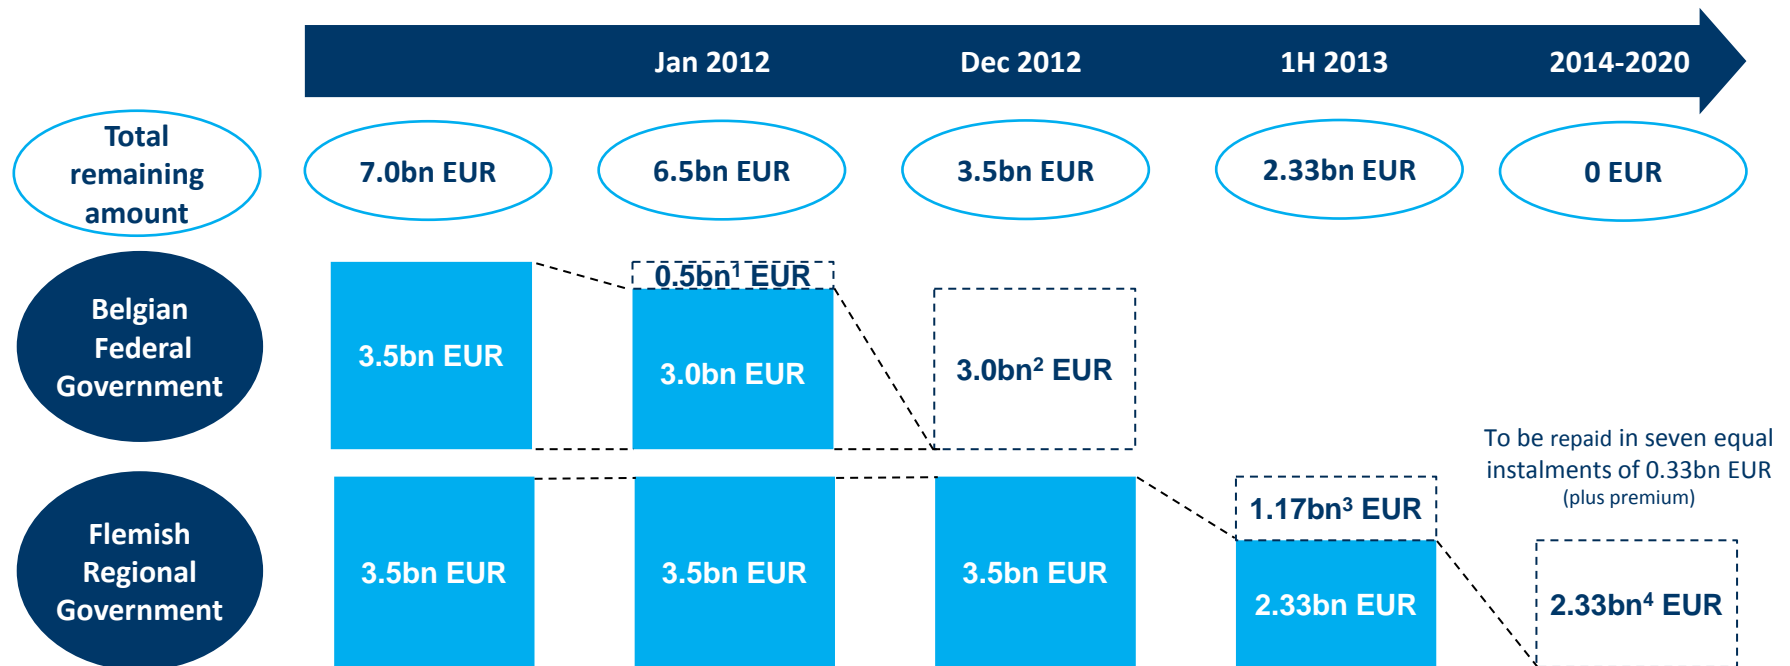 Jan 2012
Dec 2012
1H 2013
2014-2020
Total
remaining
amount
7.0bn EUR
6.5bn EUR
3.5bn EUR
2.33bn EUR
0 EUR
Belgian
Federal
Government
3.5bn EUR
0.5bn¹ EUR
3.0bn EUR
3.0bn² EUR
To be repaid in seven equal
instalments of 0.33bn EUR
(plus premium)
Flemish
Regional
Government
3.5bn EUR
3.5bn EUR
3.5bn EUR
1.17bn³ EUR
2.33bn EUR
2.33bn⁴ EUR